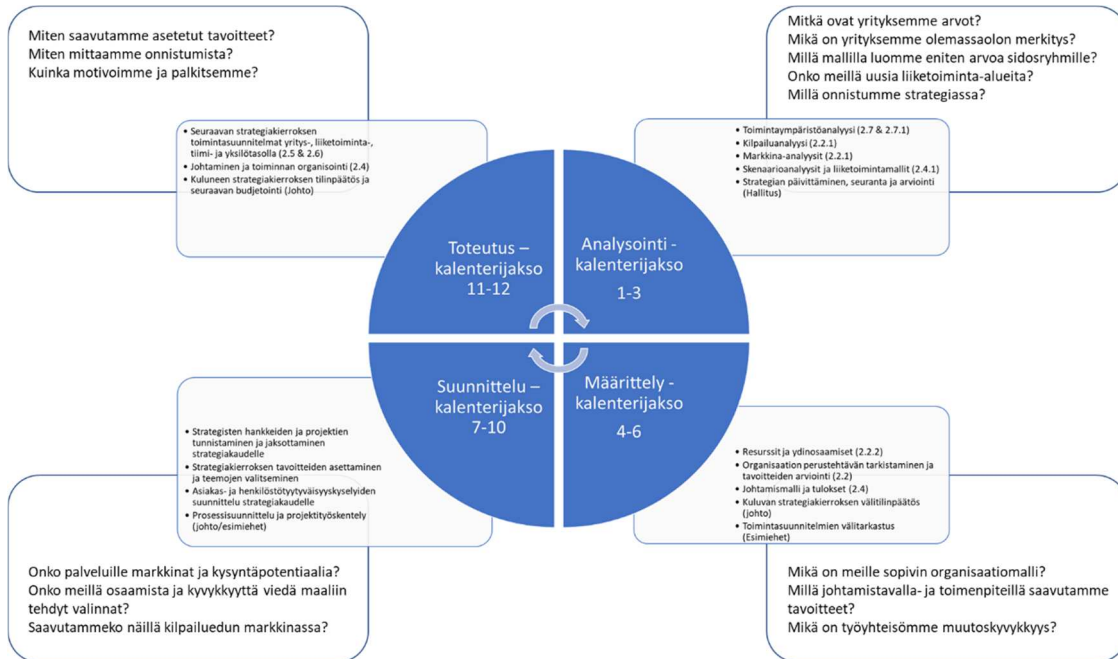 Miten saavutamme asetetut tavoitteet?
Miten mittaamme onnistumista?
Kuinka motivoimme ja palkitsemme?
• Seuraavan strategiakierroksen
toimintasuunnitelmat yritys-, liiketoiminta-,
tiimi- ja yksilötasolla (2.5 & 2.6)
• Johtaminen ja toiminnan organisointi (2.4)
• Kuluneen strategiakierroksen tilinpäätös ja
seuraavan budjetointi (Johto)
Mitkä ovat yrityksemme arvot?
Mikä on yrityksemme olemassaolon merkitys?
Millä mallilla luomme eniten arvoa sidosryhmille?
Onko meillä uusia liiketoiminta-alueita?
Millä onnistumme strategiassa?
• Toimintaympäristöanalyysi (2.7 & 2.7.1)
• Kilpailuanalyysi (2.2.1)
• Markkina-analyysit (2.2.1)
• Skenaarioanalyysit ja liiketoimintamallit (2.4.1)
• Strategian päivittäminen, seuranta ja arviointi
(Hallitus)
Toteutus –
kalenterijakso
11-12
Analysointi -
kalenterijakso
1-3
Suunnittelu –
kalenterijakso
7-10
Määrittely -
kalenterijakso
4-6
• Strategisten hankkeiden ja projektien
tunnistaminen ja jaksottaminen
strategiakaudelle
• Strategiakierroksen tavoitteiden asettaminen
ja teemojen valitseminen
• Asiakas- ja henkilöstötyytyväisyyskyselyiden
suunnittelu strategiakaudelle
• Prosessisuunnittelu ja projektityöskentely
(johto/esimiehet)
Onko palveluille markkinat ja kysyntäpotentiaalia?
Onko meillä osaamista ja kyvykkyyttä viedä maaliin
tehdyt valinnat?
Saavutammeko näillä kilpailuedun markkinassa?
• Resurssit ja ydinosaamiset (2.2.2)
• Organisaation perustehtävän tarkistaminen ja
tavoitteiden arviointi (2.2)
• Johtamismalli ja tulokset (2.4)
• Kuluvan strategiakierroksen välitilinpäätös
(johto)
• Toimintasuunnitelmien välitarkastus
(Esimiehet)
Mikä on meille sopivin organisaatiomalli?
Millä johtamistavalla- ja toimenpiteillä saavutamme
tavoitteet?
Mikä on työyhteisömme muutoskyvykkyys?